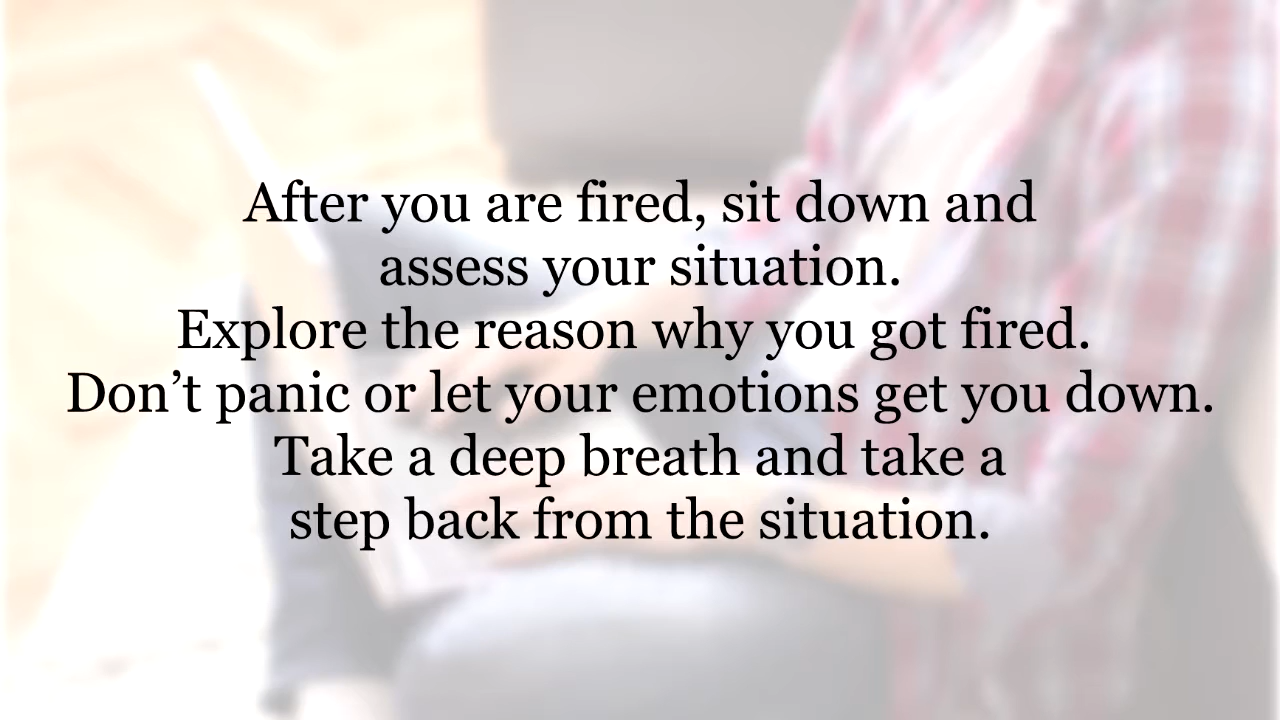 After you are fired, sit down and
assess your situation.
Explore the reason why you got fired.
Don’t panic or let your emotions get you down.
Take a deep breath and take a
step back from the situation.